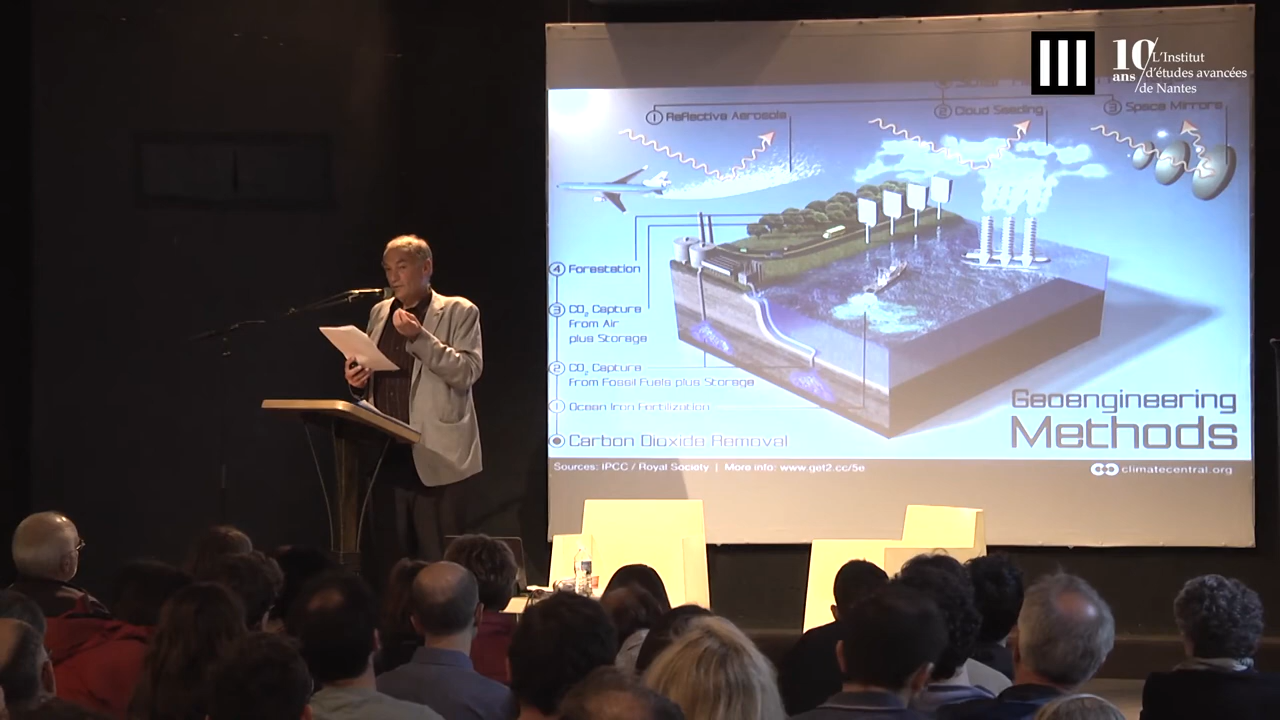 10 ans
L'Institut
d'études avancées
de Nantes
1 Reflective Aerosols
2 Cloud Seeding
3 Space Mirrors
4 Forestation
3 CO2 Capture
From Air
plus Storage
2 CO2 Capture
From Fossil Fuels plus Storage
1 Ocean Iron Fertilization
Carbon Dioxide Removal
Geoengineering
Methods
Sources: IPCC / Royal Society | More info: www.get2.cc/5e
climatecentral.org